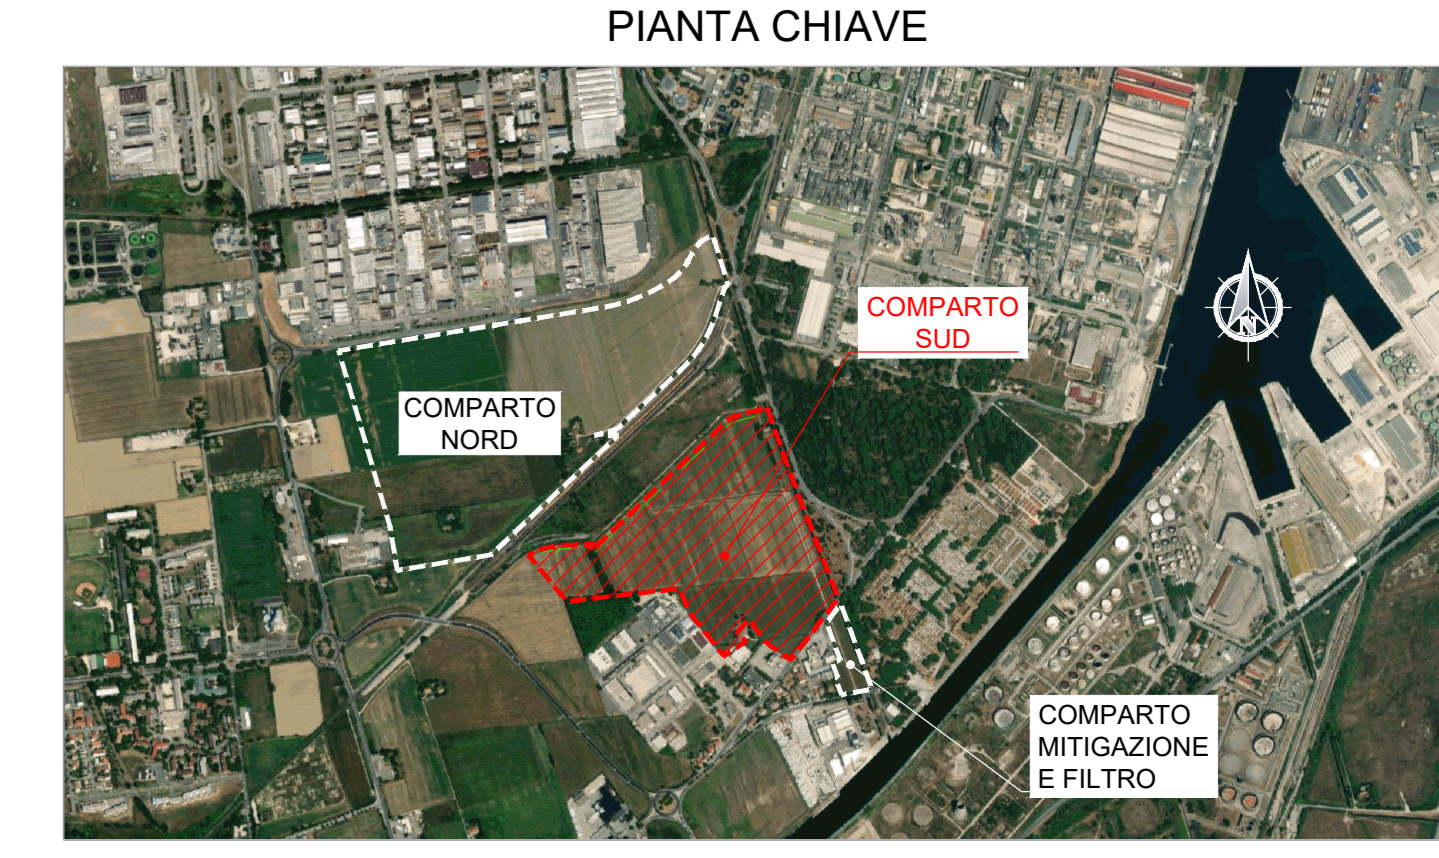 PIANTA CHIAVE
COMPARTO
SUD
COMPARTO
NORD
N
COMPARTO
MITIGAZIONE
E FILTRO